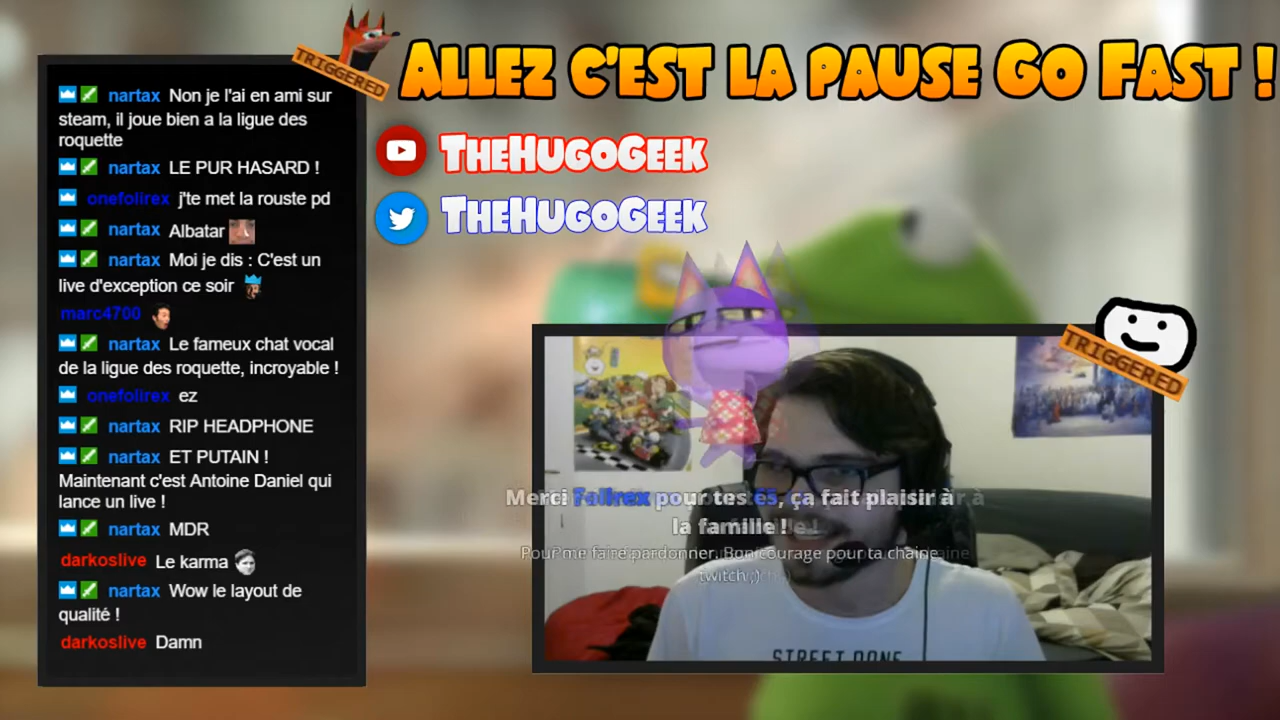 TRIGGERED
ALLEZ C'EST LA PAUSE GO FAST !
THEHUGOGEEK
THEHUGOGEEK
nartax Non je l'ai en ami sur
steam, il joue bien a la ligue des
roquette
nartax LE PUR HASARD !
onefolirex j'te met la rouste pd
nartax Albatar
nartax Moi je dis : C'est un
live d'exception ce soir
marc4700
nartax Le fameux chat vocal
de la ligue des roquette, incroyable !
onefolirex ez
nartax RIP HEADPHONE
nartax ET PUTAIN !
Maintenant c'est Antoine Daniel qui
lance un live !
nartax MDR
darkoslive Le karma
nartax Wow le layout de
qualité !
darkoslive Damn
TRIGGERED
Merci Folirex pour tes €5, ça fait plaisir à
la famille !
Pour me faire pardonner. Bon courage pour ta chaine
twitch ;)
STREET DONE